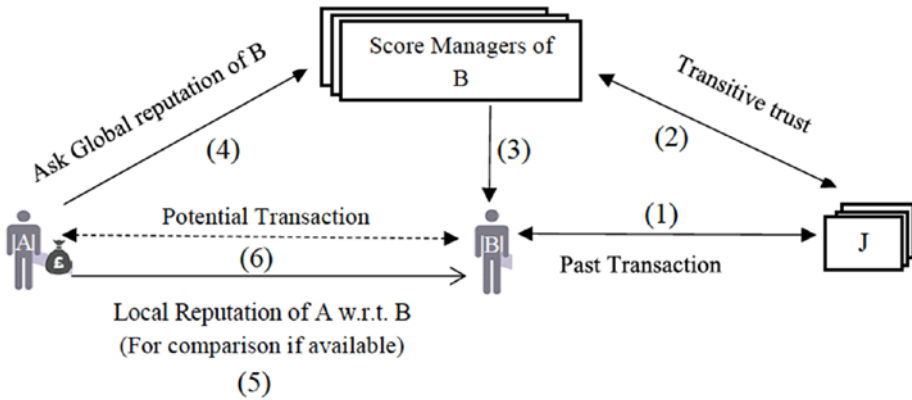 Score Managers of
B
Ask Global reputation of B
(4)
(3)
(2)
Transitive trust
Potential Transaction
(6)
|A|
£
|B|
(1)
Past Transaction
J
Local Reputation of A w.r.t. B
(For comparison if available)
(5)